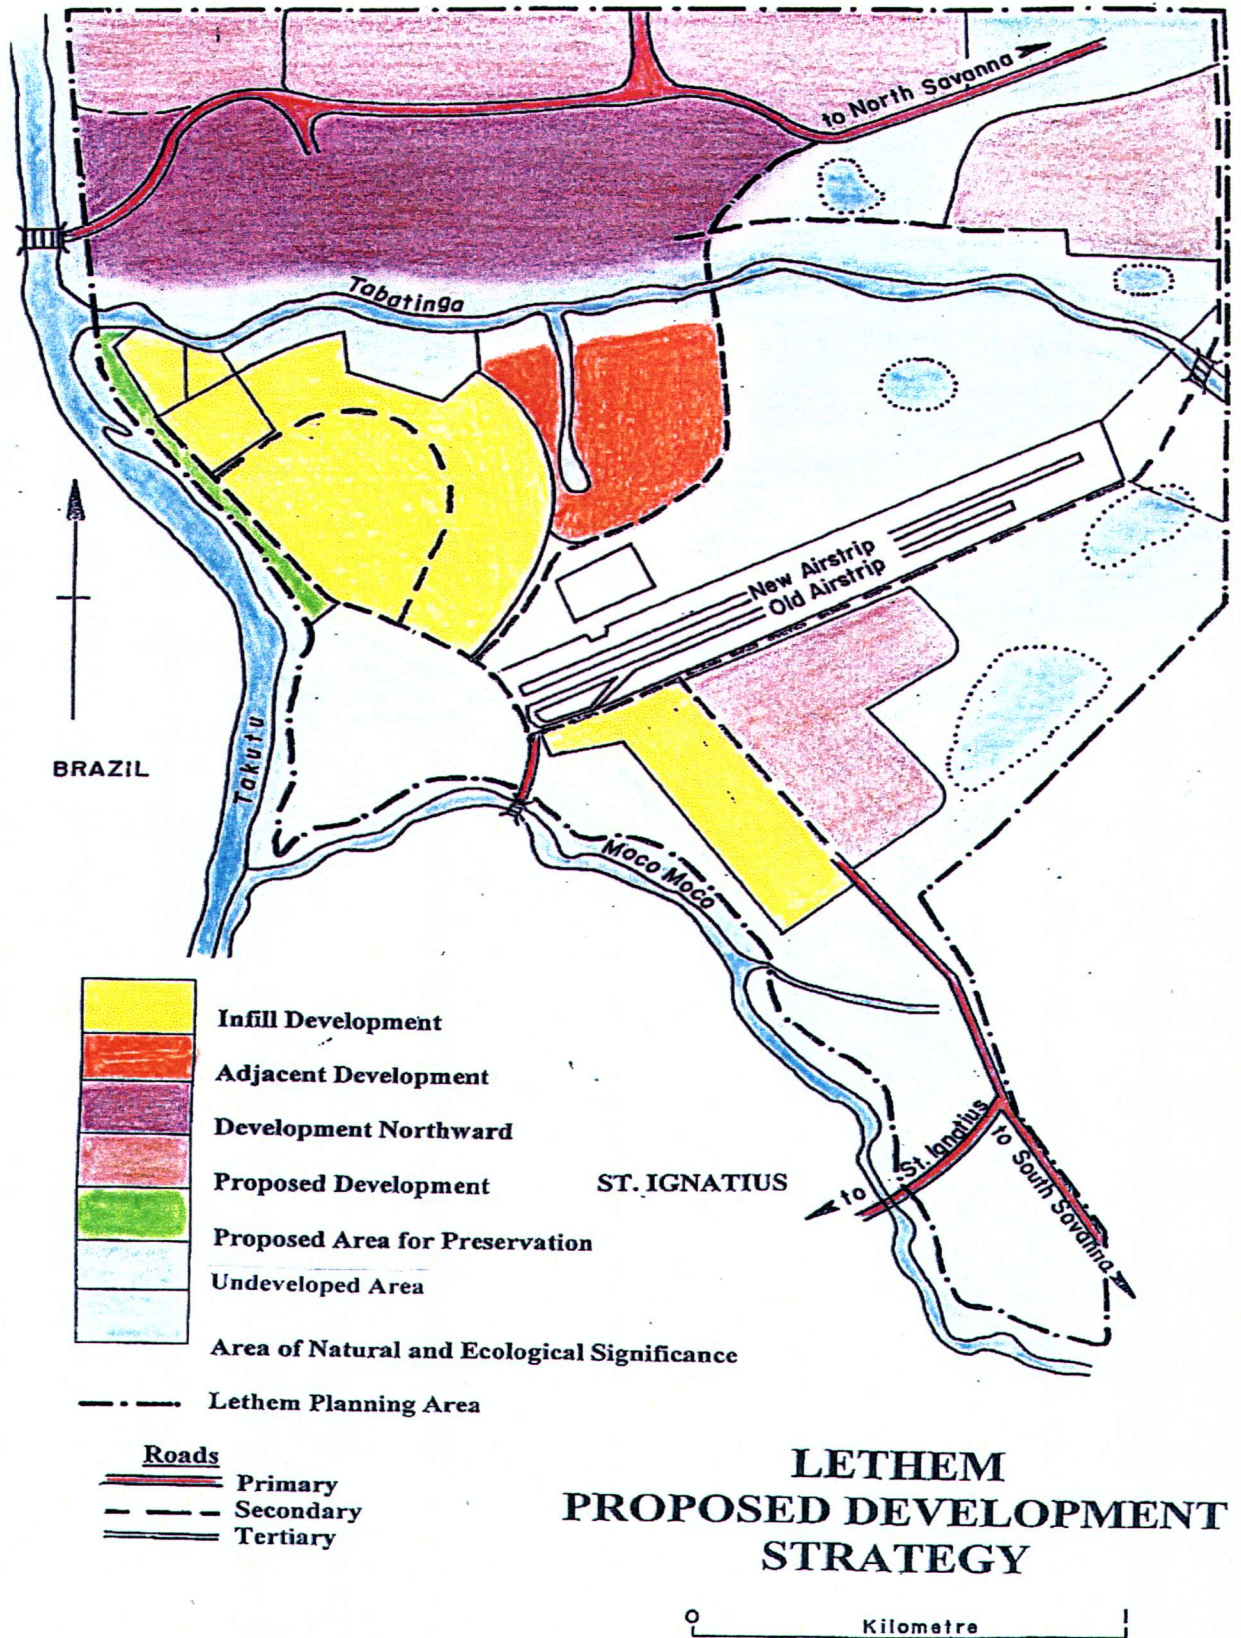 to North Savanna
Tabatinga
New Airstrip
Old Airstrip
BRAZIL
Takutu
Moco Moco
Infill Development
Adjacent Development
Development Northward
Proposed Development
ST. IGNATIUS
to St. Ignatius
to South Savanna
Proposed Area for Preservation
Undeveloped Area
Area of Natural and Ecological Significance
Lethem Planning Area
Roads
Primary
Secondary
Tertiary
LETHEM
PROPOSED DEVELOPMENT
STRATEGY
0 Kilometre 1